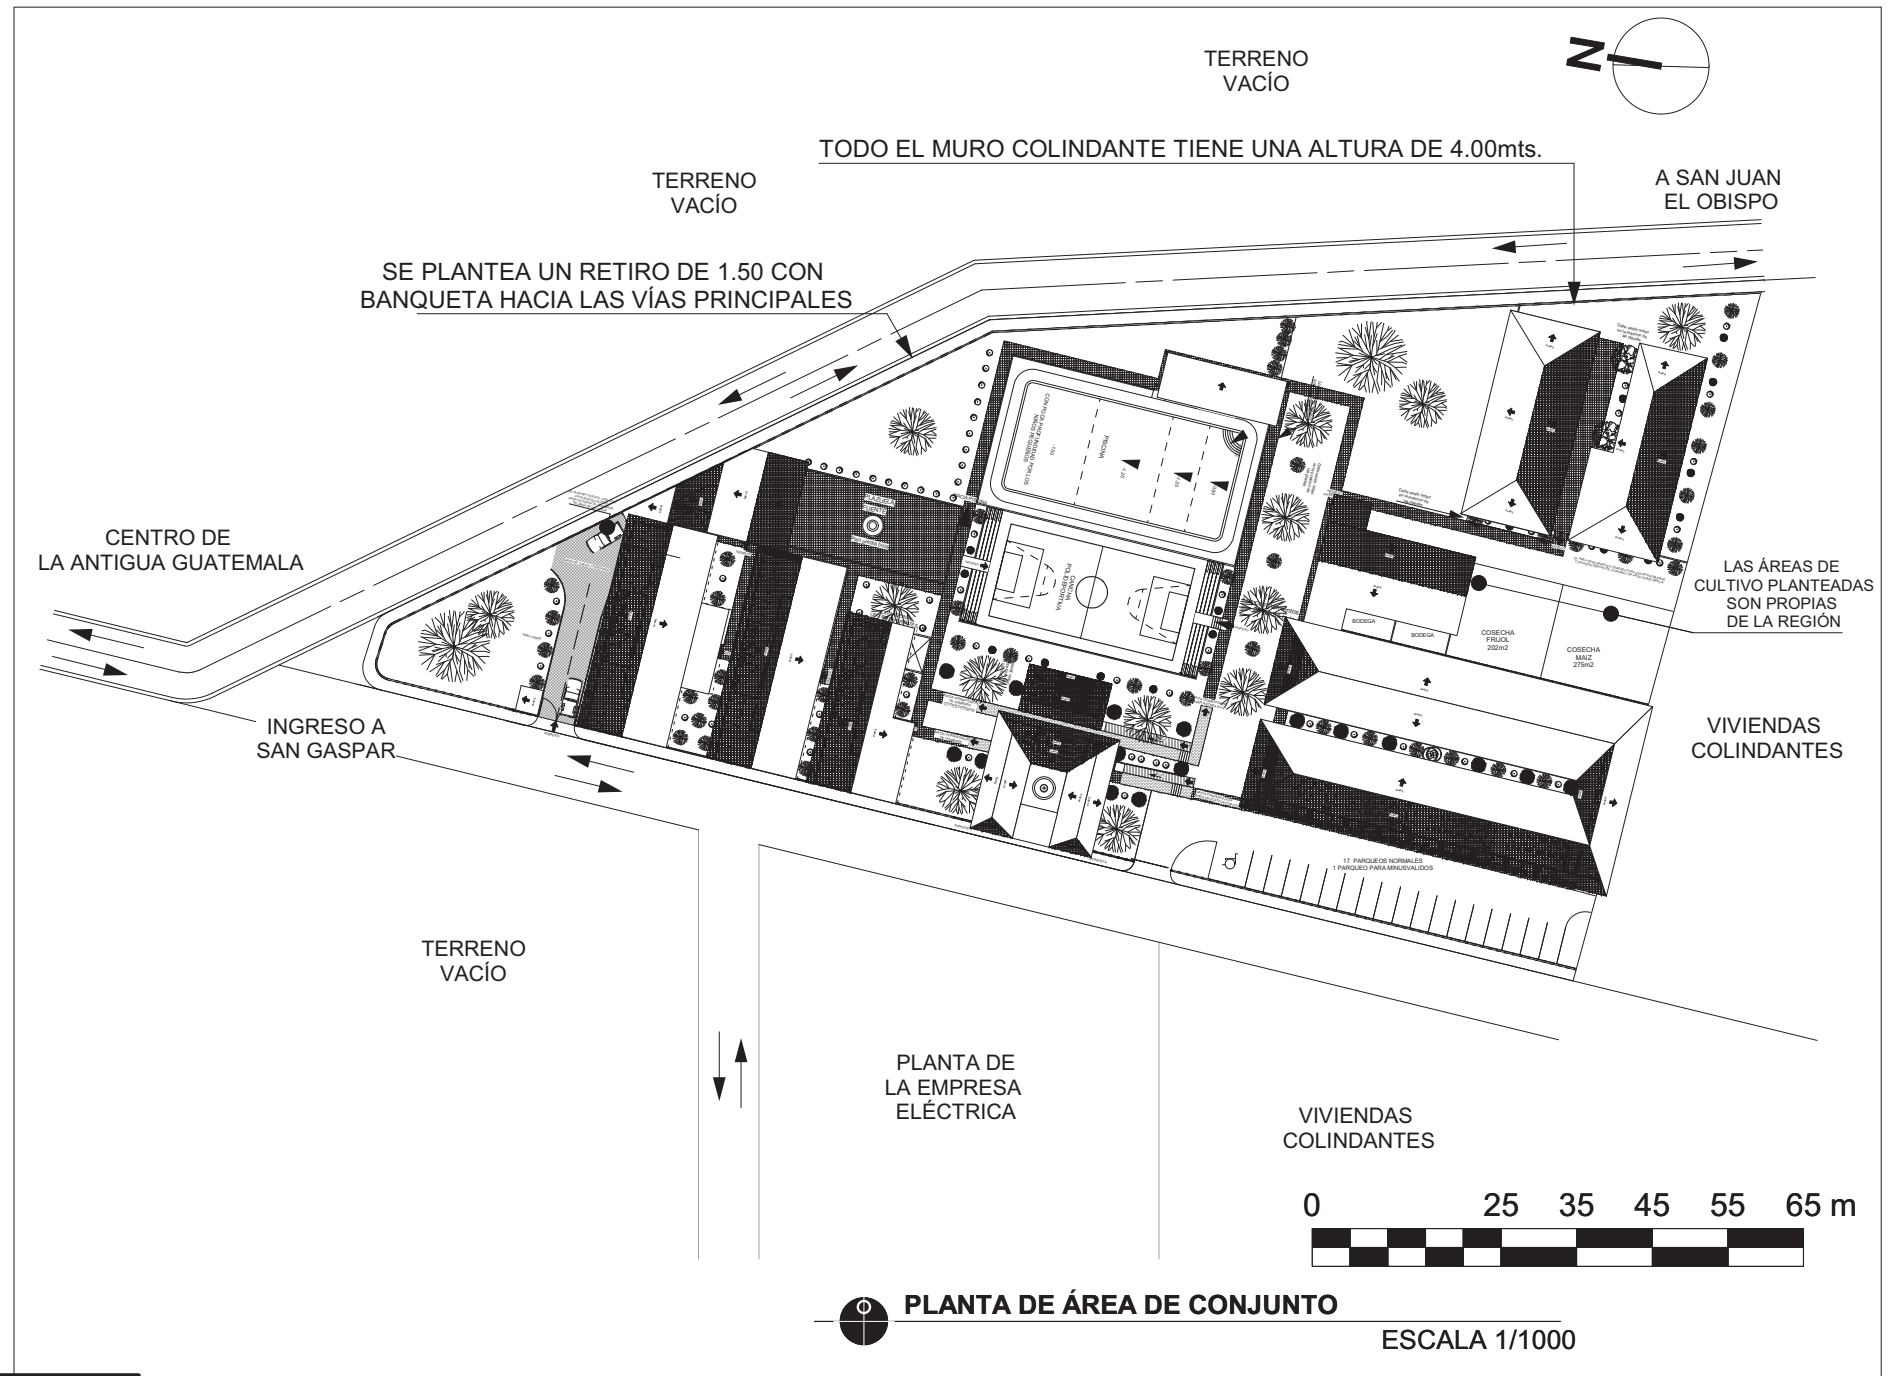 TERRENO
VACÍO
N
TODO EL MURO COLINDANTE TIENE UNA ALTURA DE 4.00mts.
TERRENO
VACÍO
A SAN JUAN
EL OBISPO
SE PLANTEA UN RETIRO DE 1.50 CON
BANQUETA HACIA LAS VÍAS PRINCIPALES
PISCINA
CENTRO DE
LA ANTIGUA GUATEMALA
CANCHA
POLIDEPORTIVA
LAS ÁREAS DE
CULTIVO PLANTEADAS
SON PROPIAS
DE LA REGIÓN
BODEGA
BODEGA
COSECHA
FRIJOL
202m2
COSECHA
MAIZ
275m2
INGRESO A
SAN GASPAR
VIVIENDAS
COLINDANTES
17 PARQUEOS NORMALES
1 PARQUEO PARA MINUSVALIDOS
TERRENO
VACÍO
PLANTA DE
LA EMPRESA
ELÉCTRICA
VIVIENDAS
COLINDANTES
0 25 35 45 55 65 m
PLANTA DE ÁREA DE CONJUNTO
ESCALA 1/1000